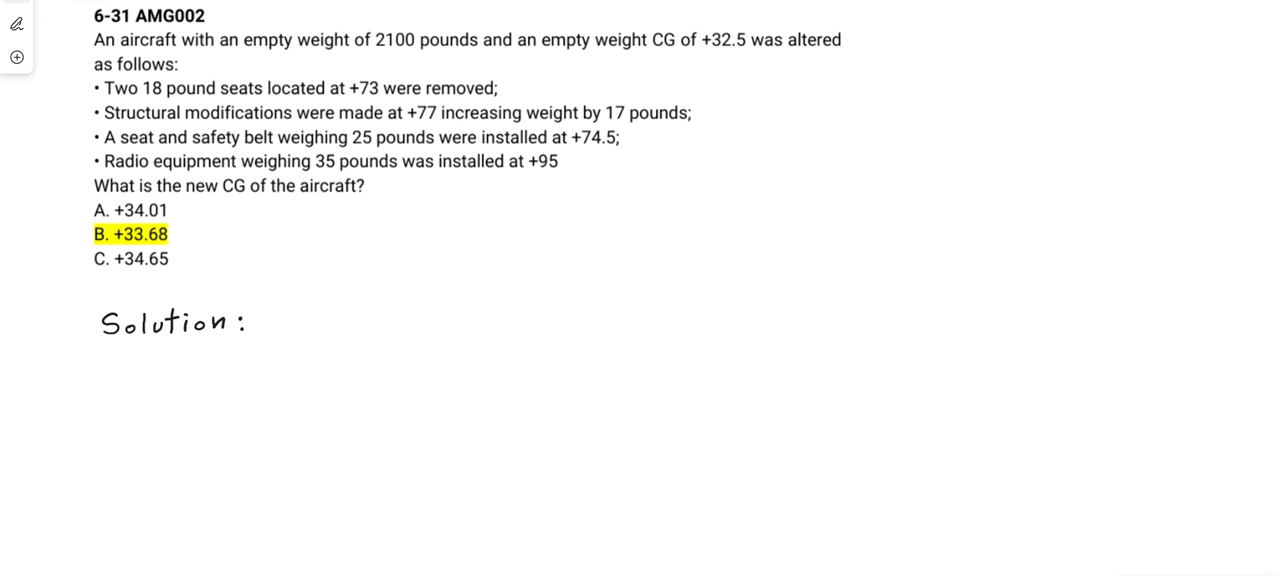 6-31 AMG002
An aircraft with an empty weight of 2100 pounds and an empty weight CG of +32.5 was altered
as follows:
• Two 18 pound seats located at +73 were removed;
• Structural modifications were made at +77 increasing weight by 17 pounds;
• A seat and safety belt weighing 25 pounds were installed at +74.5;
• Radio equipment weighing 35 pounds was installed at +95
What is the new CG of the aircraft?
A. +34.01
B. +33.68
C. +34.65
Solution: